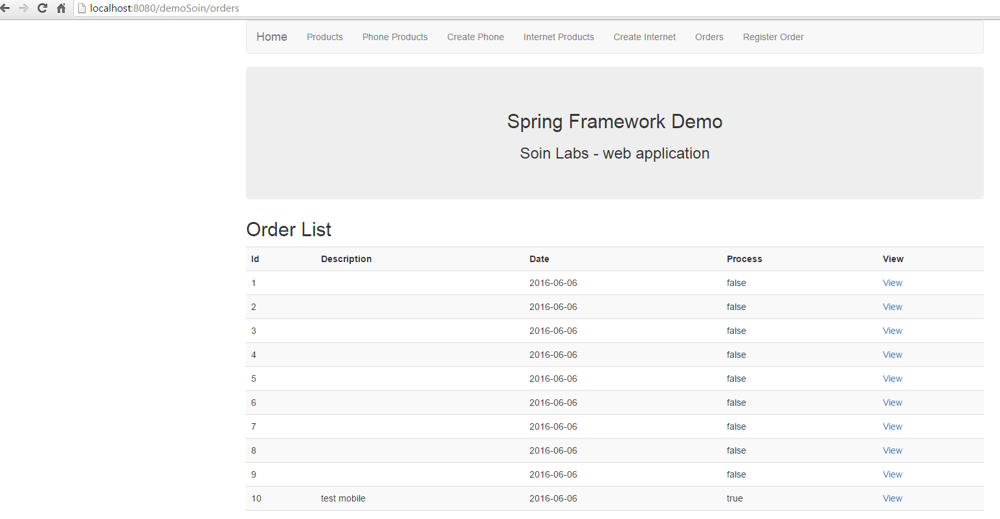 localhost:8080/demoSoin/orders
Home Products Phone Products Create Phone Internet Products Create Internet Orders Register Order
Spring Framework Demo
Soin Labs - web application
Order List
Id Description Date Process View
1 2016-06-06 false View
2 2016-06-06 false View
3 2016-06-06 false View
4 2016-06-06 false View
5 2016-06-06 false View
6 2016-06-06 false View
7 2016-06-06 false View
8 2016-06-06 false View
9 2016-06-06 false View
10 test mobile 2016-06-06 true View